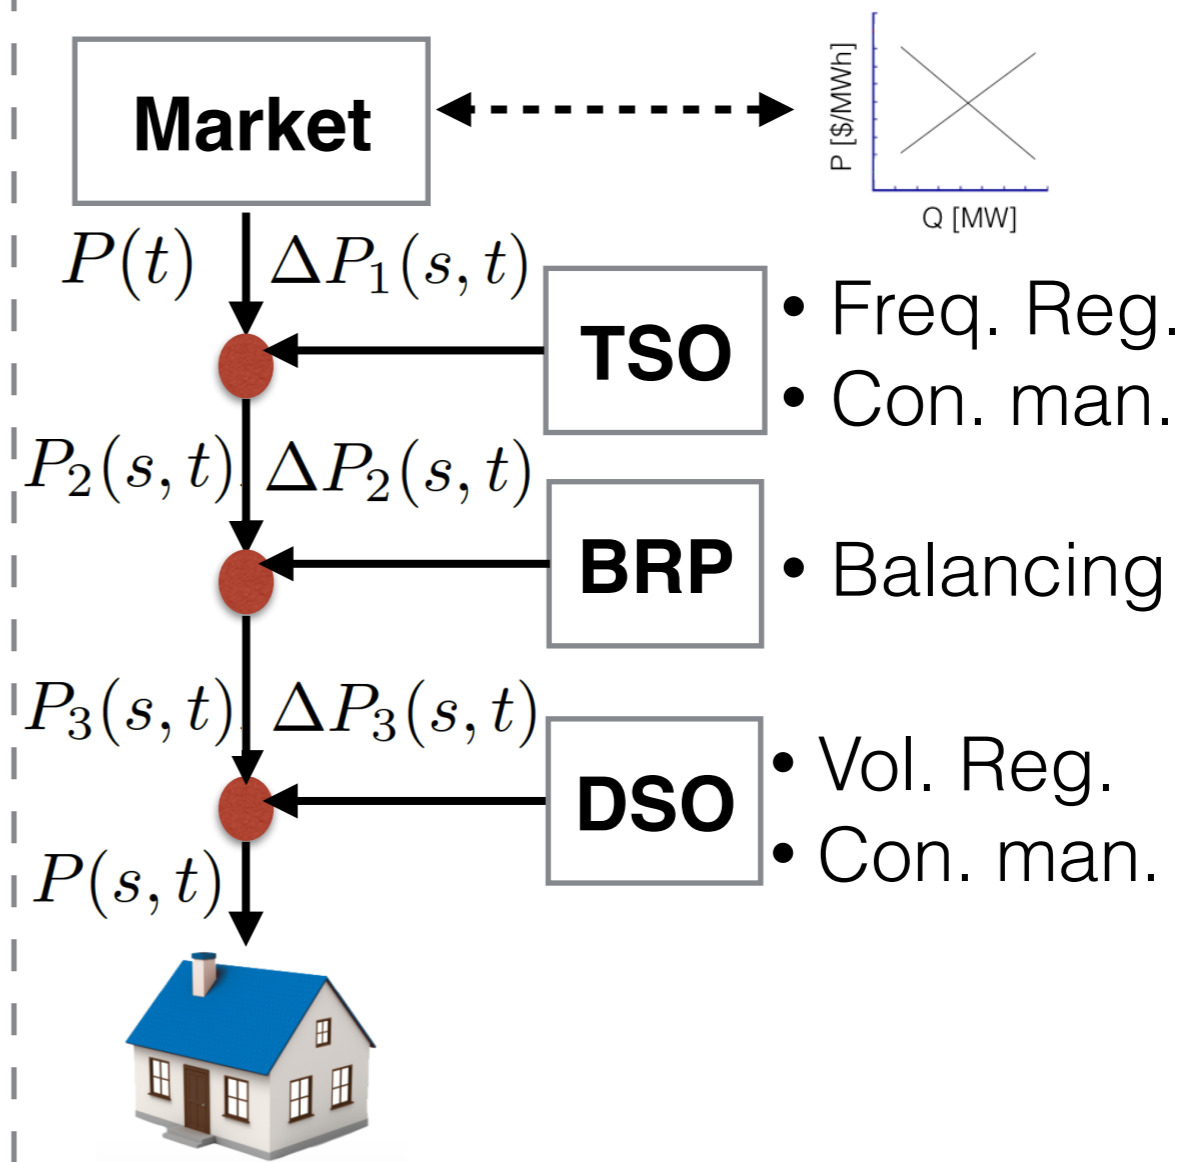 Market
P [$/MWh]
Q [MW]
P(t)
ΔP₁(s, t)
TSO
• Freq. Reg.
• Con. man.
P₂(s, t)
ΔP₂(s, t)
BRP
• Balancing
P₃(s, t)
ΔP₃(s, t)
DSO
• Vol. Reg.
• Con. man.
P(s, t)